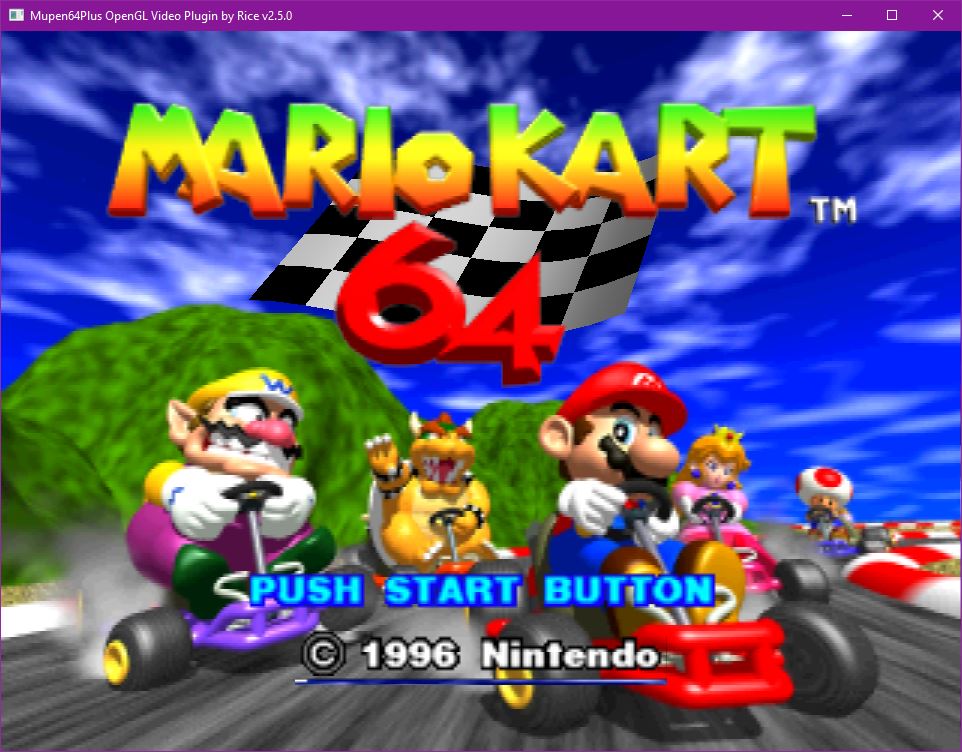 Mupen64Plus OpenGL Video Plugin by Rice v2.5.0
MARIO KART TM
64
W
M
PUSH START BUTTON
© 1996 Nintendo